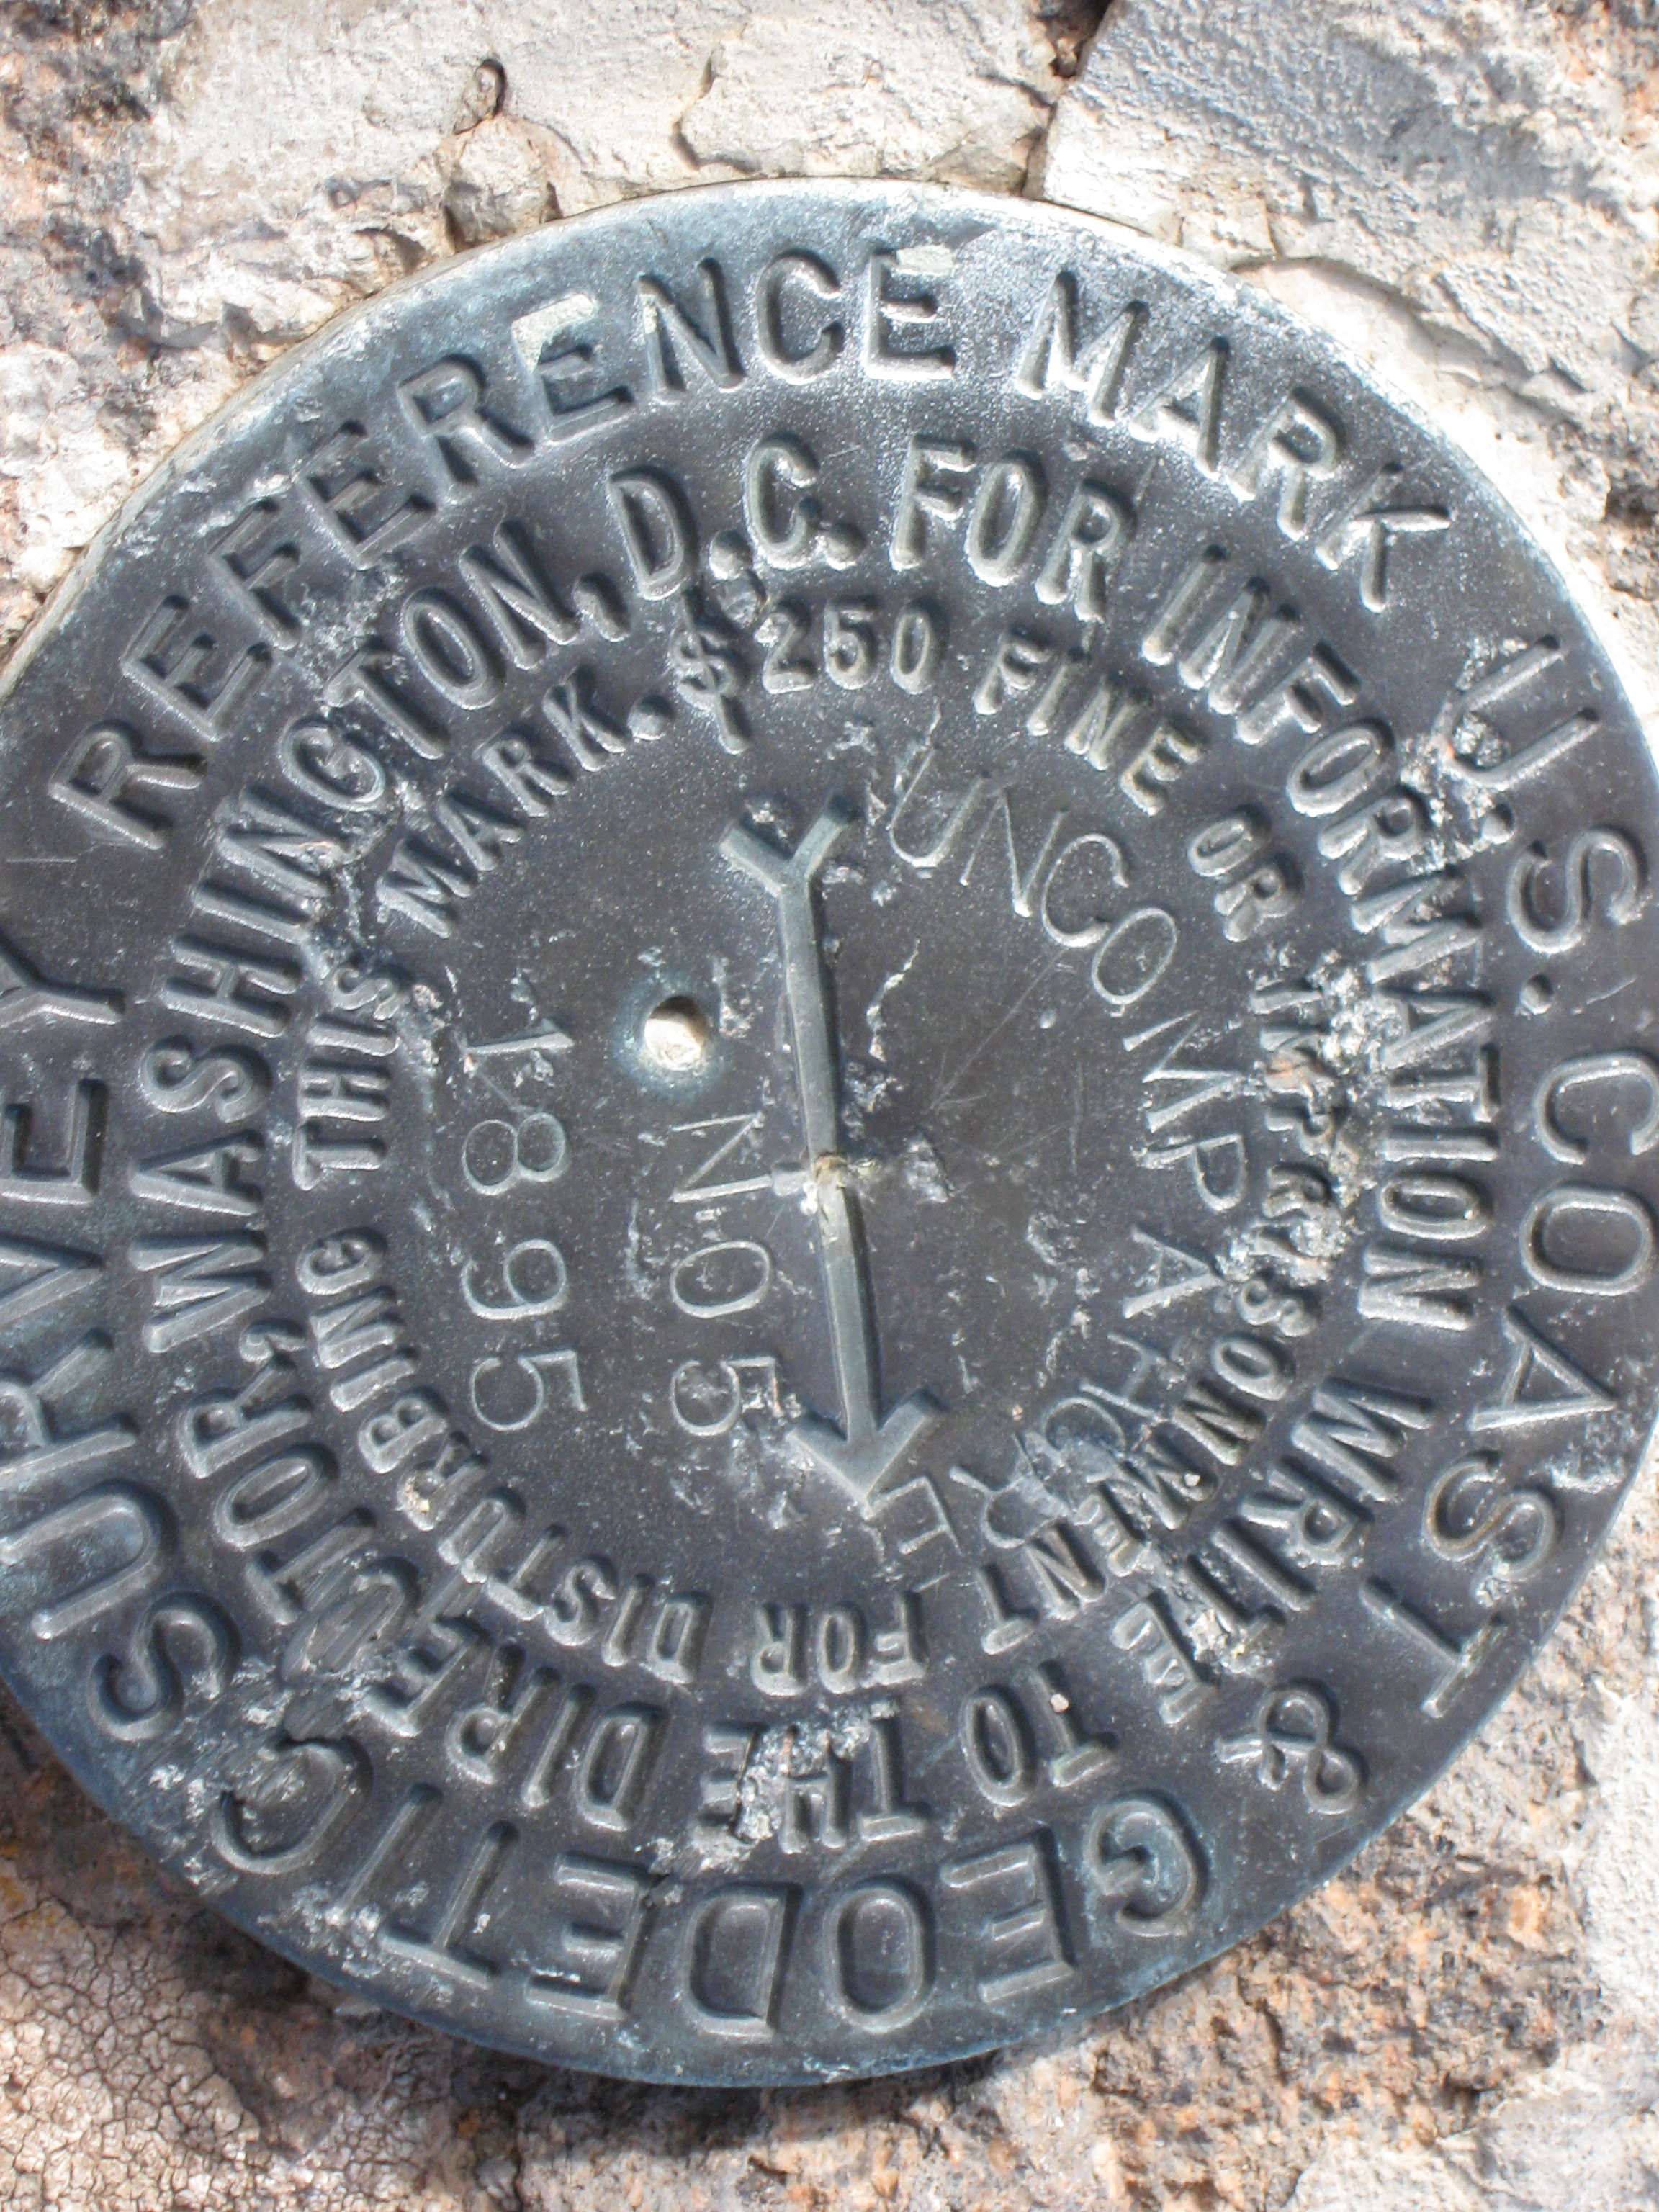 U.S. COAST & GEODETIC SURVEY REFERENCE MARK
WRITE TO THE DIRECTOR, WASHINGTON, D.C. FOR INFORMATION
$250 FINE OR IMPRISONMENT FOR DISTURBING THIS MARK.
UNCOMPAHGRE
NO 5
1895